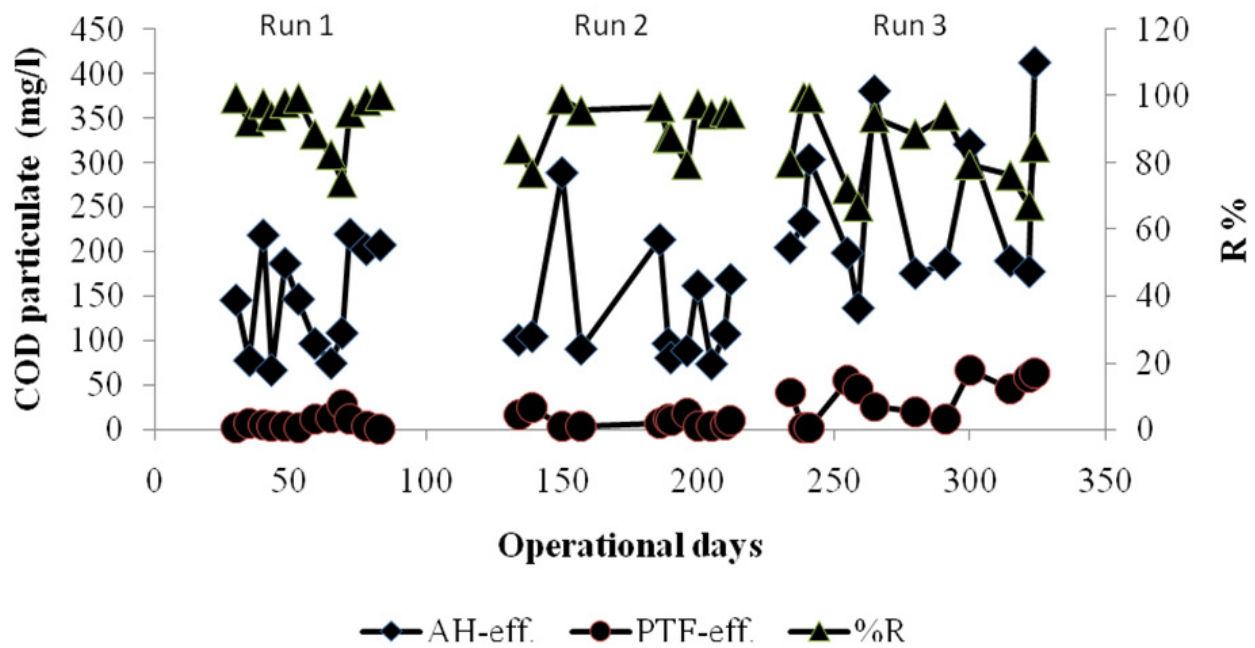 Run 1 Run 2 Run 3
COD particulate (mg/l)
450
400
350
300
250
200
150
100
50
0
120
100
80
60
40
20
0
R %
0 50 100 150 200 250 300 350
Operational days
AH-eff. PTF-eff. %R